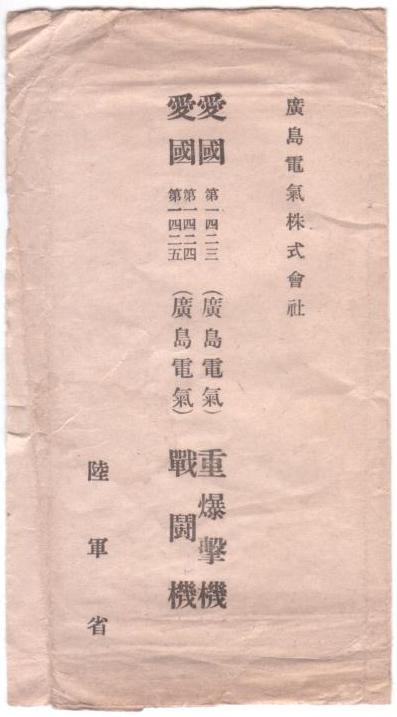 廣島電氣株式會社
愛國 第一四二三 (廣島電氣) 重爆擊機
愛國 第一四二四 第一四二五 (廣島電氣) 戰鬪機
陸軍省